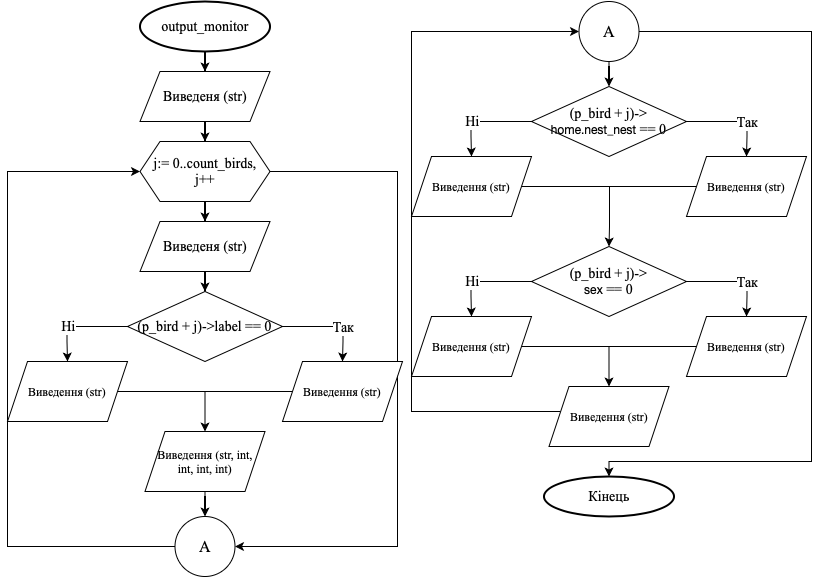 output_monitor
Виведеня (str)
j:= 0..count_birds,
j++
Виведеня (str)
(p_bird + j)->label == 0
Ні
Так
Виведення (str)
Виведення (str)
Виведення (str, int,
int, int, int)
A
A
(p_bird + j)->
home.nest_nest == 0
Ні
Так
Виведення (str)
Виведення (str)
(p_bird + j)->
sex == 0
Ні
Так
Виведення (str)
Виведення (str)
Виведення (str)
Кінець